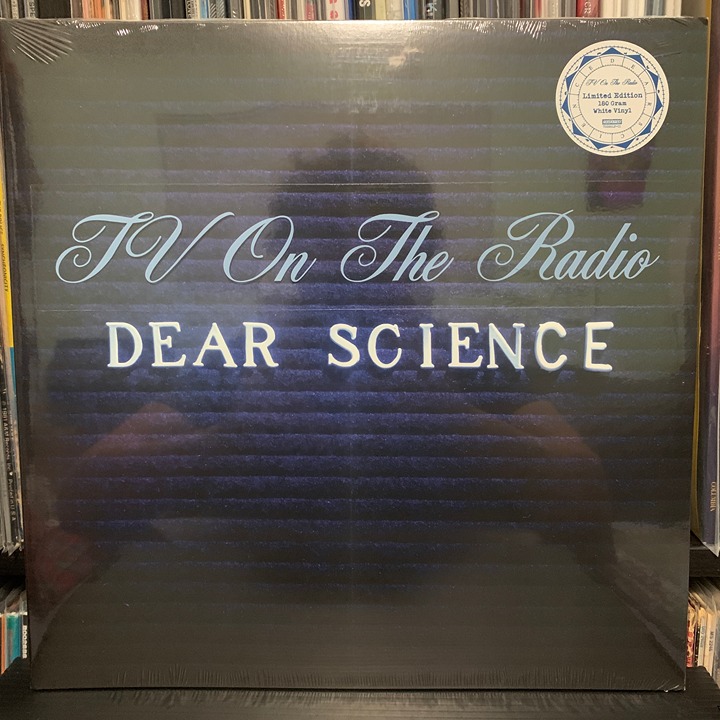 TV On The Radio
DEAR SCIENCE
TV On The Radio
Limited Edition
180 Gram
White Vinyl